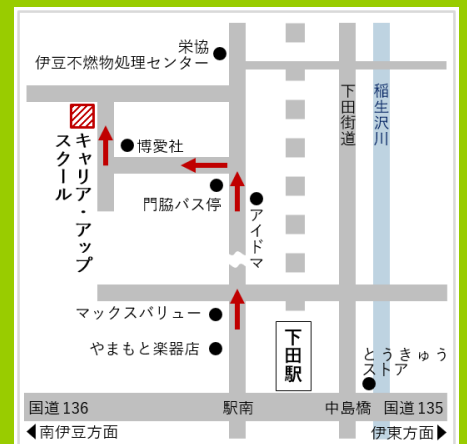 栄協
伊豆不燃物処理センター
下田街道
稲生沢川
博愛社
キャリア・アップ
スクール
門脇バス停
アイドマ
マックスバリュー
やまもと楽器店
下田駅
とうきゅう
ストア
国道136
駅南
中島橋
国道135
◀南伊豆方面
伊東方面▶